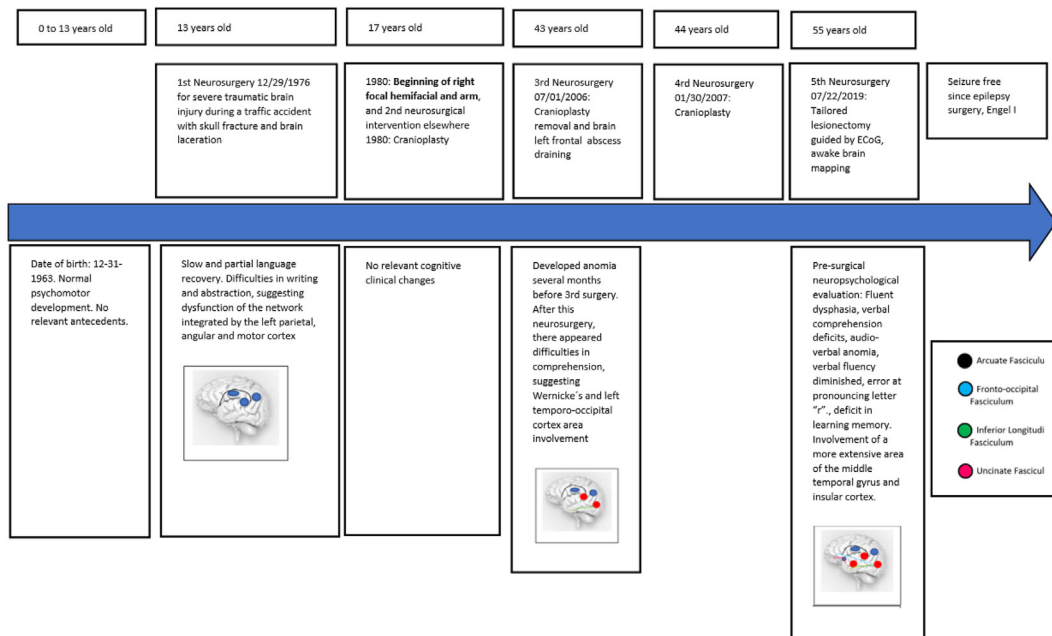 0 to 13 years old
13 years old
17 years old
43 years old
44 years old
55 years old
1st Neurosurgery 12/29/1976
for severe traumatic brain
injury during a traffic accident
with skull fracture and brain
laceration
1980: Beginning of right
focal hemifacial and arm,
and 2nd neurosurgical
intervention elsewhere
1980: Cranioplasty
3rd Neurosurgery
07/01/2006:
Cranioplasty
removal and brain
left frontal abscess
draining
4rd Neurosurgery
01/30/2007:
Cranioplasty
5th Neurosurgery
07/22/2019:
Tailored
lesionectomy
guided by ECoG,
awake brain
mapping
Seizure free
since epilepsy
surgery, Engel I
Date of birth: 12-31-
1963. Normal
psychomotor
development. No
relevant antecedents.
Slow and partial language
recovery. Difficulties in writing
and abstraction, suggesting
dysfunction of the network
integrated by the left parietal,
angular and motor cortex
No relevant cognitive
clinical changes
Developed anomia
several months
before 3rd surgery.
After this
neurosurgery,
there appeared
difficulties in
comprehension,
suggesting
Wernicke´s and left
temporo-occipital
cortex area
involvement
Pre-surgical
neuropsychological
evaluation: Fluent
dysphasia, verbal
comprehension
deficits, audio-
verbal anomia,
verbal fluency
diminished, error at
pronouncing letter
“r”., deficit in
learning memory.
Involvement of a
more extensive area
of the middle
temporal gyrus and
insular cortex.
Arcuate Fasciculu
Fronto-occipital
Fasciculum
Inferior Longitudi
Fasciculum
Uncinate Fascicul